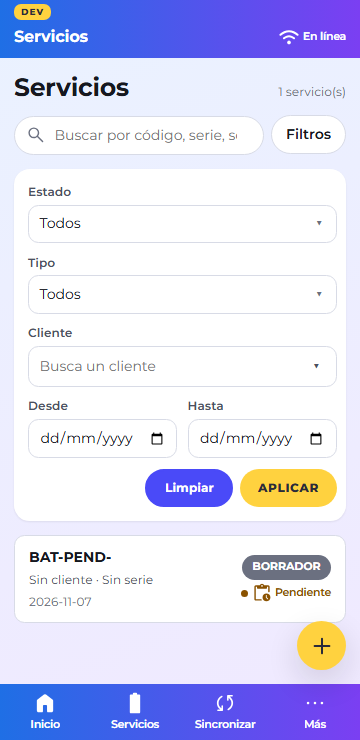 DEV
Servicios
En línea
Servicios
1 servicio(s)
Buscar por código, serie, s
Filtros
Estado
Todos
Tipo
Todos
Cliente
Busca un cliente
Desde
Hasta
dd/mm/yyyy
dd/mm/yyyy
Limpiar
APLICAR
BAT-PEND-
BORRADOR
Sin cliente · Sin serie
Pendiente
2026-11-07
Inicio
Servicios
Sincronizar
Más